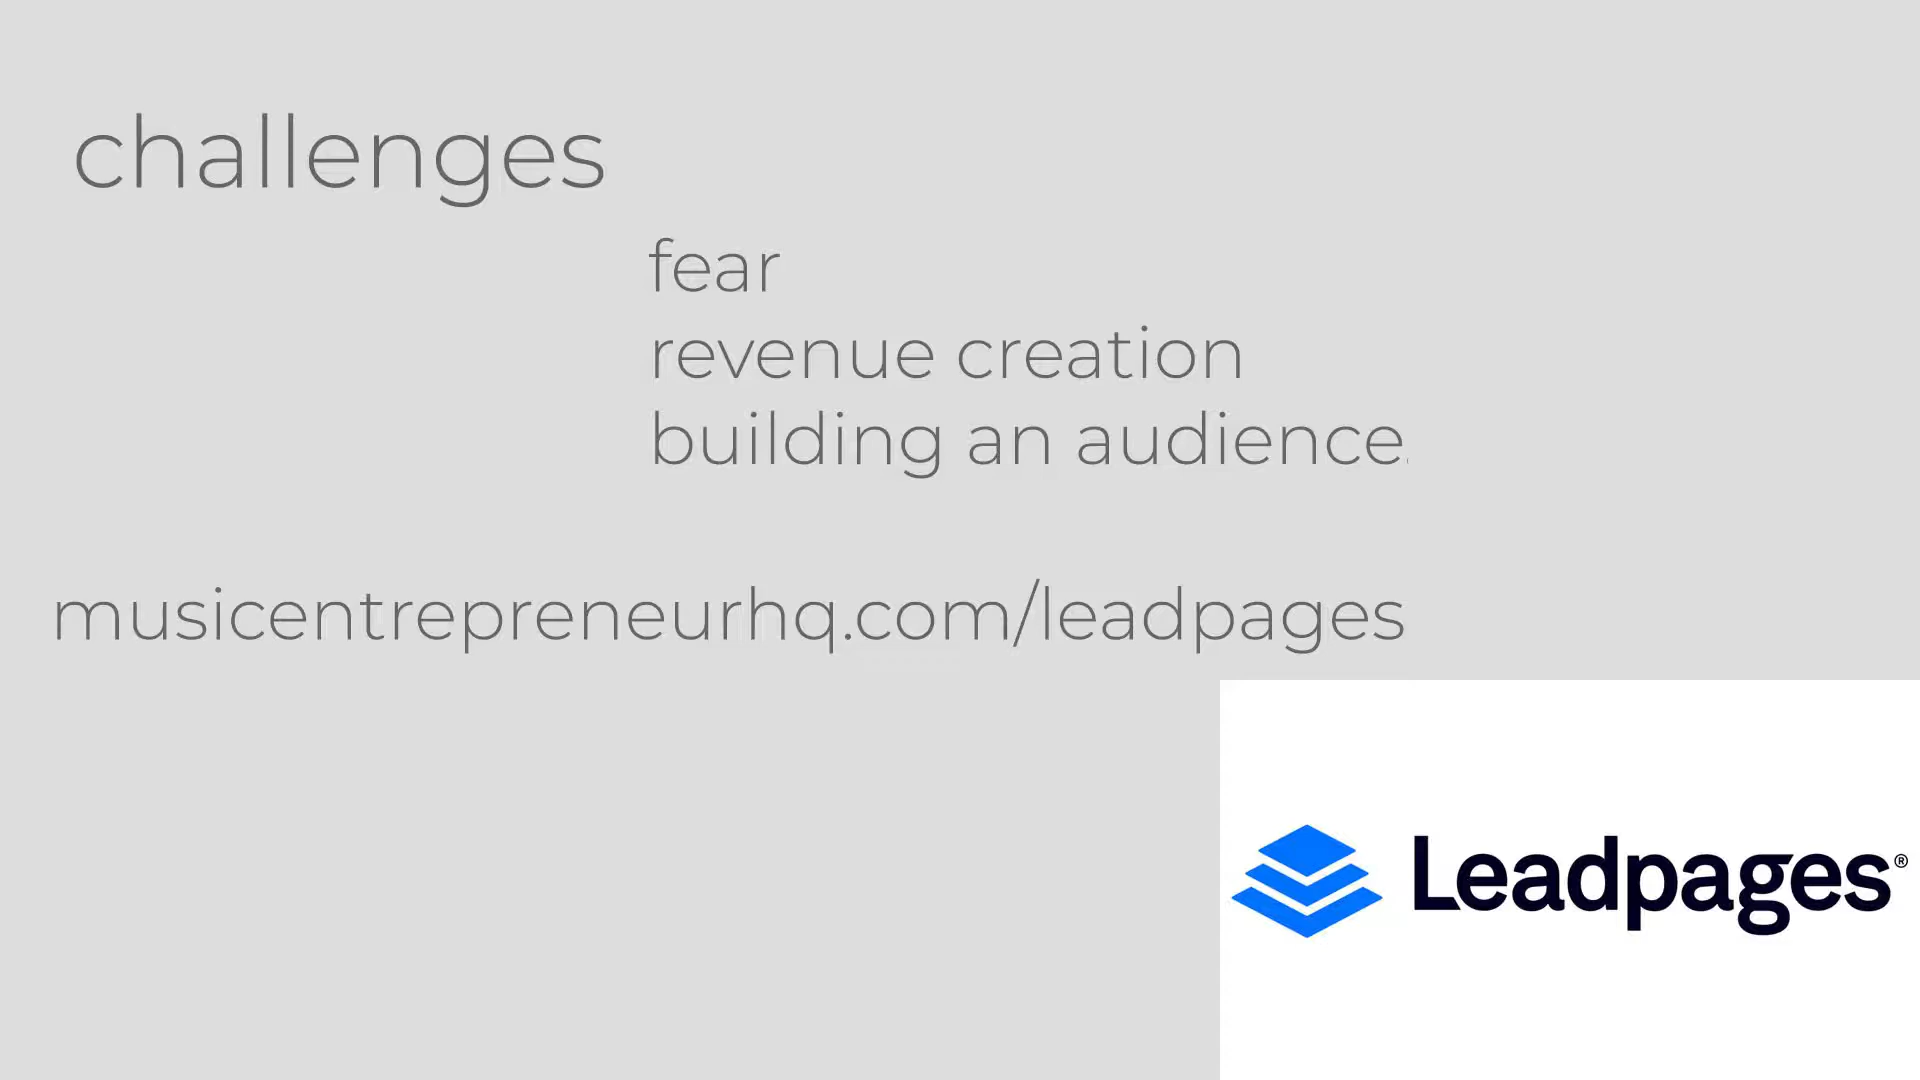 challenges
fear
revenue creation
building an audience
musicentrepreneurhq.com/leadpages
Leadpages®